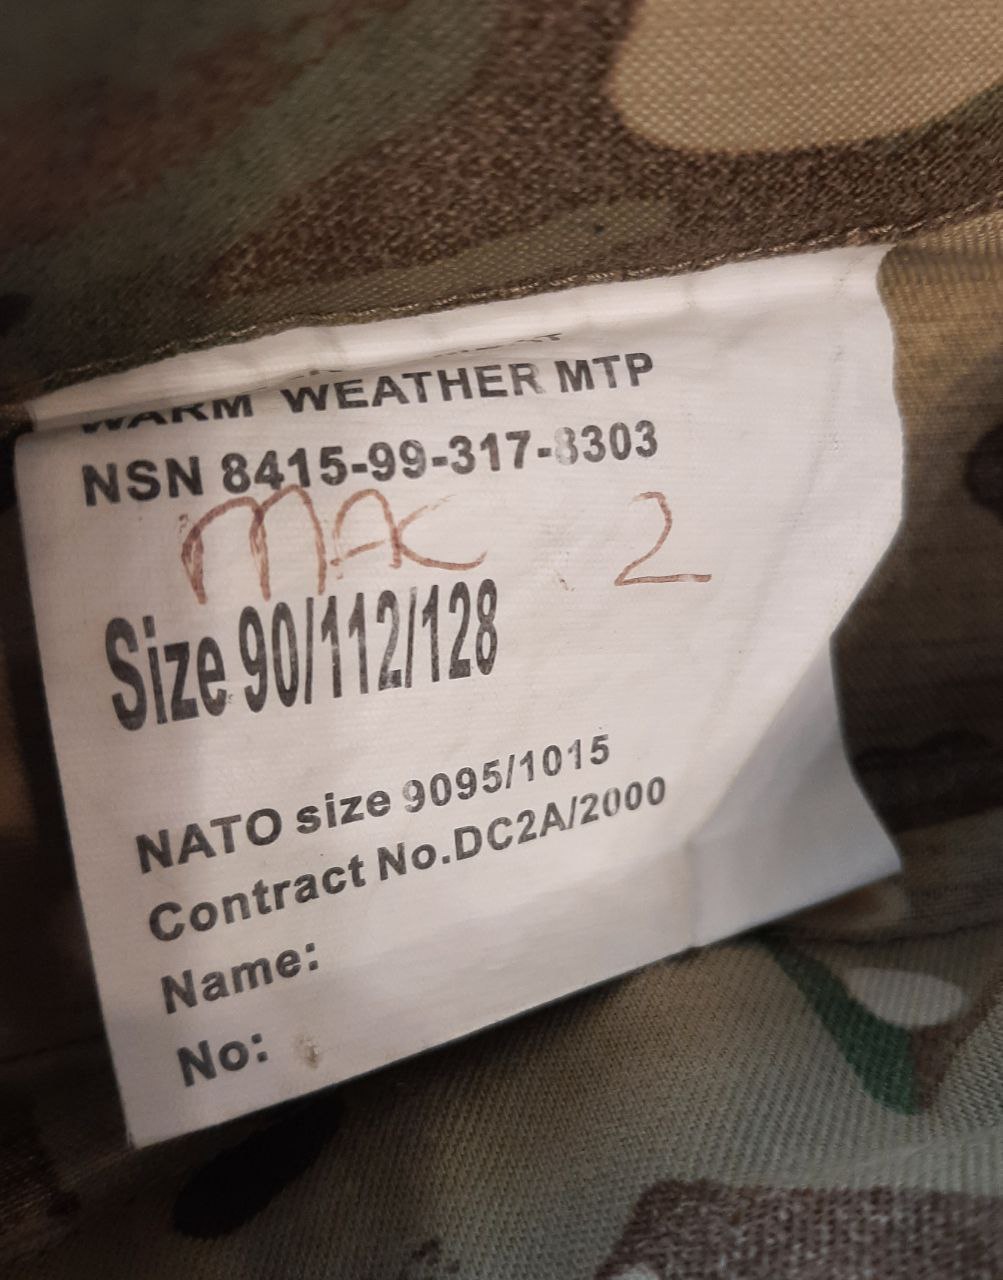 WARM WEATHER MTP
NSN 8415-99-317-8303
MAC 2
Size 90/112/128
NATO size 9095/1015
Contract No.DC2A/2000
Name:
No: